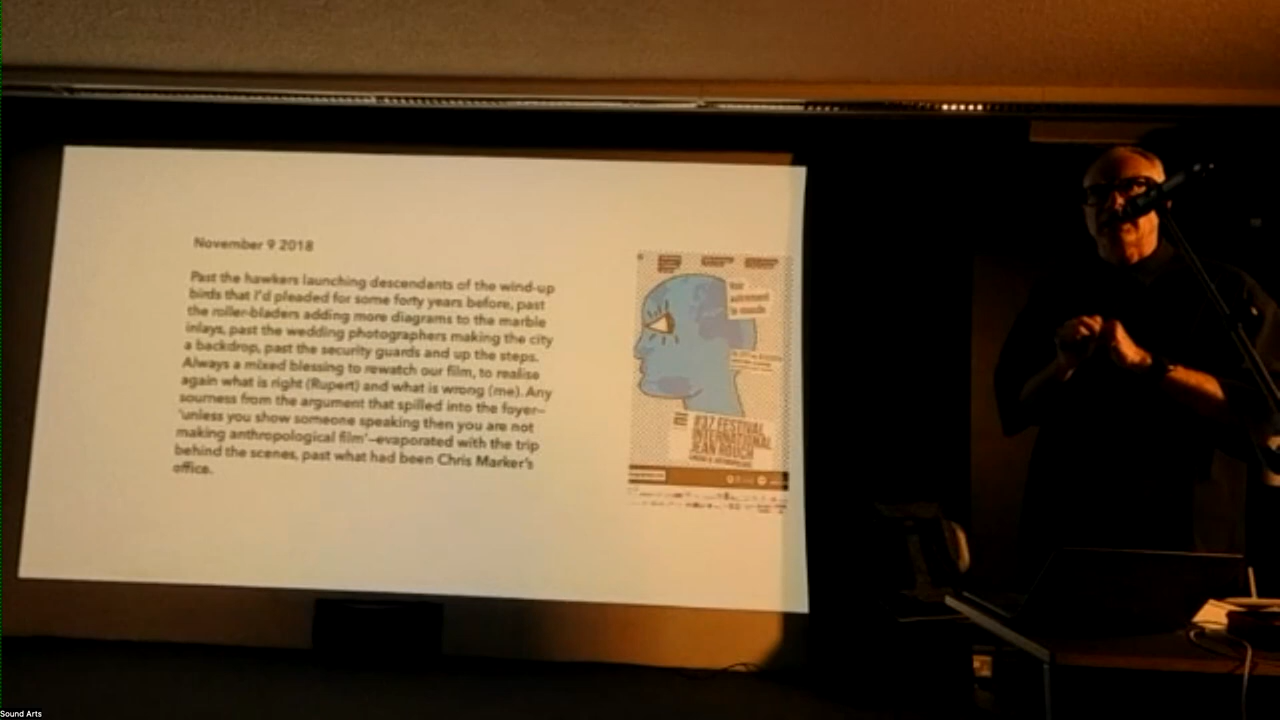 November 9 2018
Past the hawkers launching descendants of the wind-up
birds that I'd pleaded for some forty years before, past
the roller-bladers adding more diagrams to the marble
inlays, past the wedding photographers making the city
a backdrop, past the security guards and up the steps.
Always a mixed blessing to rewatch our film, to realise
again what is right (Rupert) and what is wrong (me). Any
sourness from the argument that spilled into the foyer–
'unless you show someone speaking then you are not
making anthropological film'–evaporated with the trip
behind the scenes, past what had been Chris Marker's
office.
autrement
le monde
#37 FESTIVAL
INTERNATIONAL
JEAN ROUCH
Sound Arts